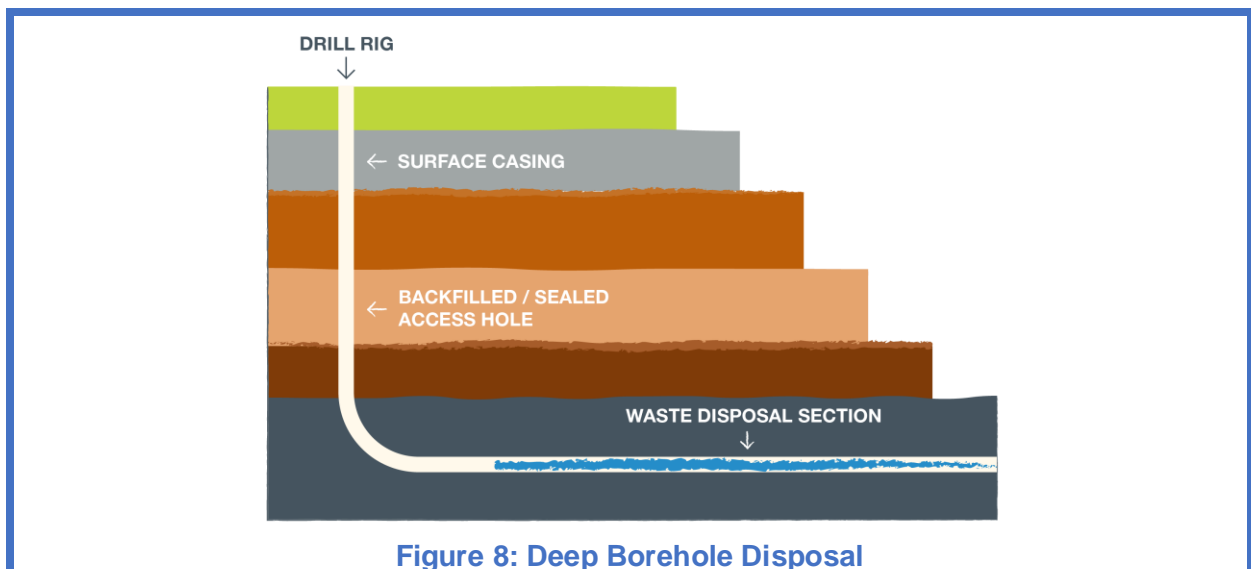 DRILL RIG
SURFACE CASING
BACKFILLED / SEALED
ACCESS HOLE
WASTE DISPOSAL SECTION
Figure 8: Deep Borehole Disposal